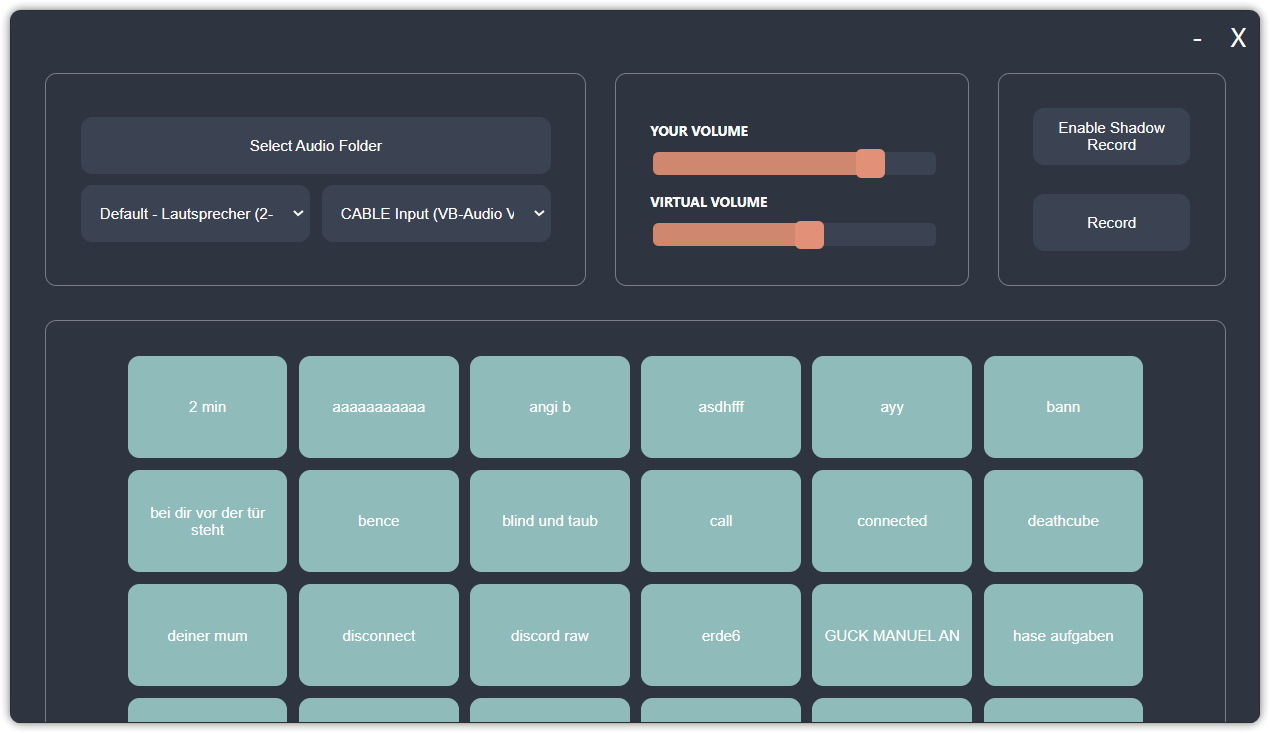 - X
Select Audio Folder
Default - Lautsprecher (2-
CABLE Input (VB-Audio V
YOUR VOLUME
VIRTUAL VOLUME
Enable Shadow
Record
Record
2 min
aaaaaaaaaaa
angi b
asdhfff
ayy
bann
bei dir vor der tür
steht
bence
blind und taub
call
connected
deathcube
deiner mum
disconnect
discord raw
erde6
GUCK MANUEL AN
hase aufgaben